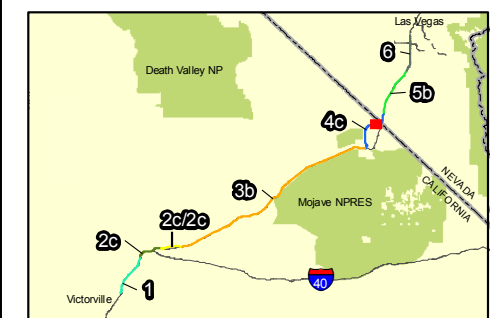 Las Vegas
6
Death Valley NP
5b
4c
NEVADA
CALIFORNIA
3b
Mojave NPRES
2c/2c
2c
40
1
Victorville